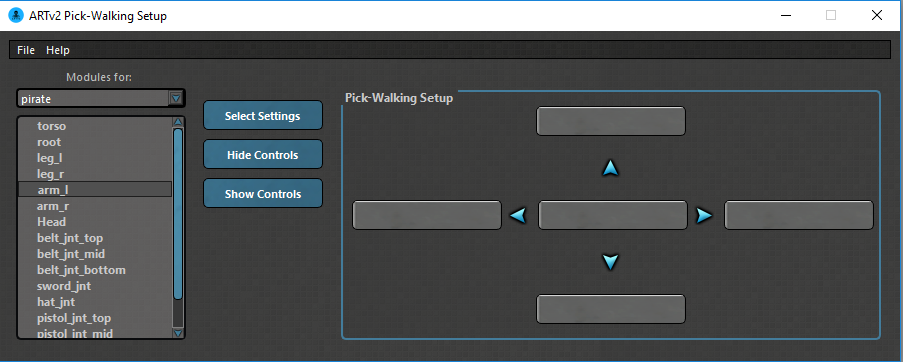 ARTv2 Pick-Walking Setup
File Help
Modules for:
pirate
torso
root
leg_l
leg_r
arm_l
arm_r
Head
belt_jnt_top
belt_jnt_mid
belt_jnt_bottom
sword_jnt
hat_jnt
pistol_jnt_top
pistol_jnt_mid
Select Settings
Hide Controls
Show Controls
Pick-Walking Setup